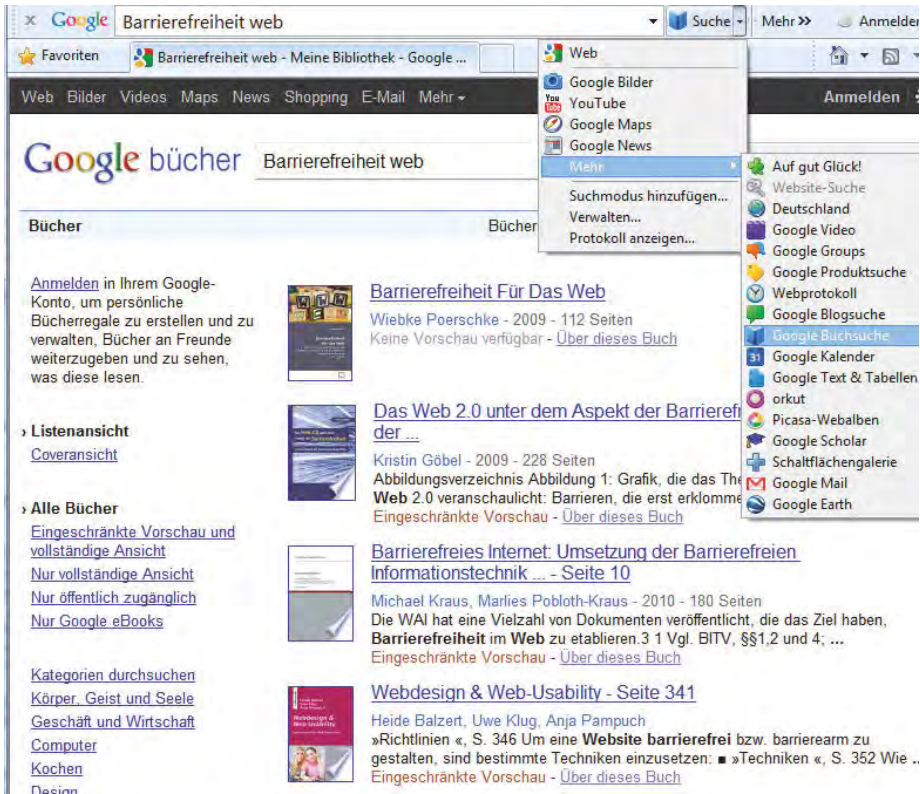 Google Barrierefreiheit web Suche Mehr >> Anmelden
Favoriten Barrierefreiheit web - Meine Bibliothek - Google ...
Web Bilder Videos Maps News Shopping E-Mail Mehr Anmelden
Google bücher Barrierefreiheit web
Web
Google Bilder
YouTube
Google Maps
Google News
Mehr
Suchmodus hinzufügen...
Verwalten...
Protokoll anzeigen...
Auf gut Glück!
Website-Suche
Deutschland
Google Video
Google Groups
Google Produktsuche
Webprotokoll
Google Blogsuche
Google Buchsuche
Google Kalender
Google Text & Tabellen
orkut
Picasa-Webalben
Google Scholar
Schaltflächengalerie
Google Mail
Google Earth
Bücher Bücher
Anmelden in Ihrem Google-
Konto, um persönliche
Bücherregale zu erstellen und zu
verwalten, Bücher an Freunde
weiterzugeben und zu sehen,
was diese lesen.
› Listenansicht
Coveransicht
› Alle Bücher
Eingeschränkte Vorschau und
vollständige Ansicht
Nur vollständige Ansicht
Nur öffentlich zugänglich
Nur Google eBooks
Kategorien durchsuchen
Körper, Geist und Seele
Geschäft und Wirtschaft
Computer
Kochen
Design
Barrierefreiheit Für Das Web
Wiebke Poerschke - 2009 - 112 Seiten
Keine Vorschau verfügbar - Über dieses Buch
Das Web 2.0 unter dem Aspekt der Barrieref
der ...
Kristin Göbel - 2009 - 228 Seiten
Abbildungsverzeichnis Abbildung 1: Grafik, die das The
Web 2.0 veranschaulicht: Barrieren, die erst erklomme
Eingeschränkte Vorschau - Über dieses Buch
Barrierefreies Internet: Umsetzung der Barrierefreien
Informationstechnik ... - Seite 10
Michael Kraus, Marlies Pobloth-Kraus - 2010 - 180 Seiten
Die WAI hat eine Vielzahl von Dokumenten veröffentlicht, die das Ziel haben,
Barrierefreiheit im Web zu etablieren.3 1 Vgl. BITV, §§1,2 und 4; ...
Eingeschränkte Vorschau - Über dieses Buch
Webdesign & Web-Usability - Seite 341
Heide Balzert, Uwe Klug, Anja Pampuch
»Richtlinien «, S. 346 Um eine Website barrierefrei bzw. barrierearm zu
gestalten, sind bestimmte Techniken einzusetzen: ■ »Techniken «, S. 352 Wie ...
Eingeschränkte Vorschau - Über dieses Buch